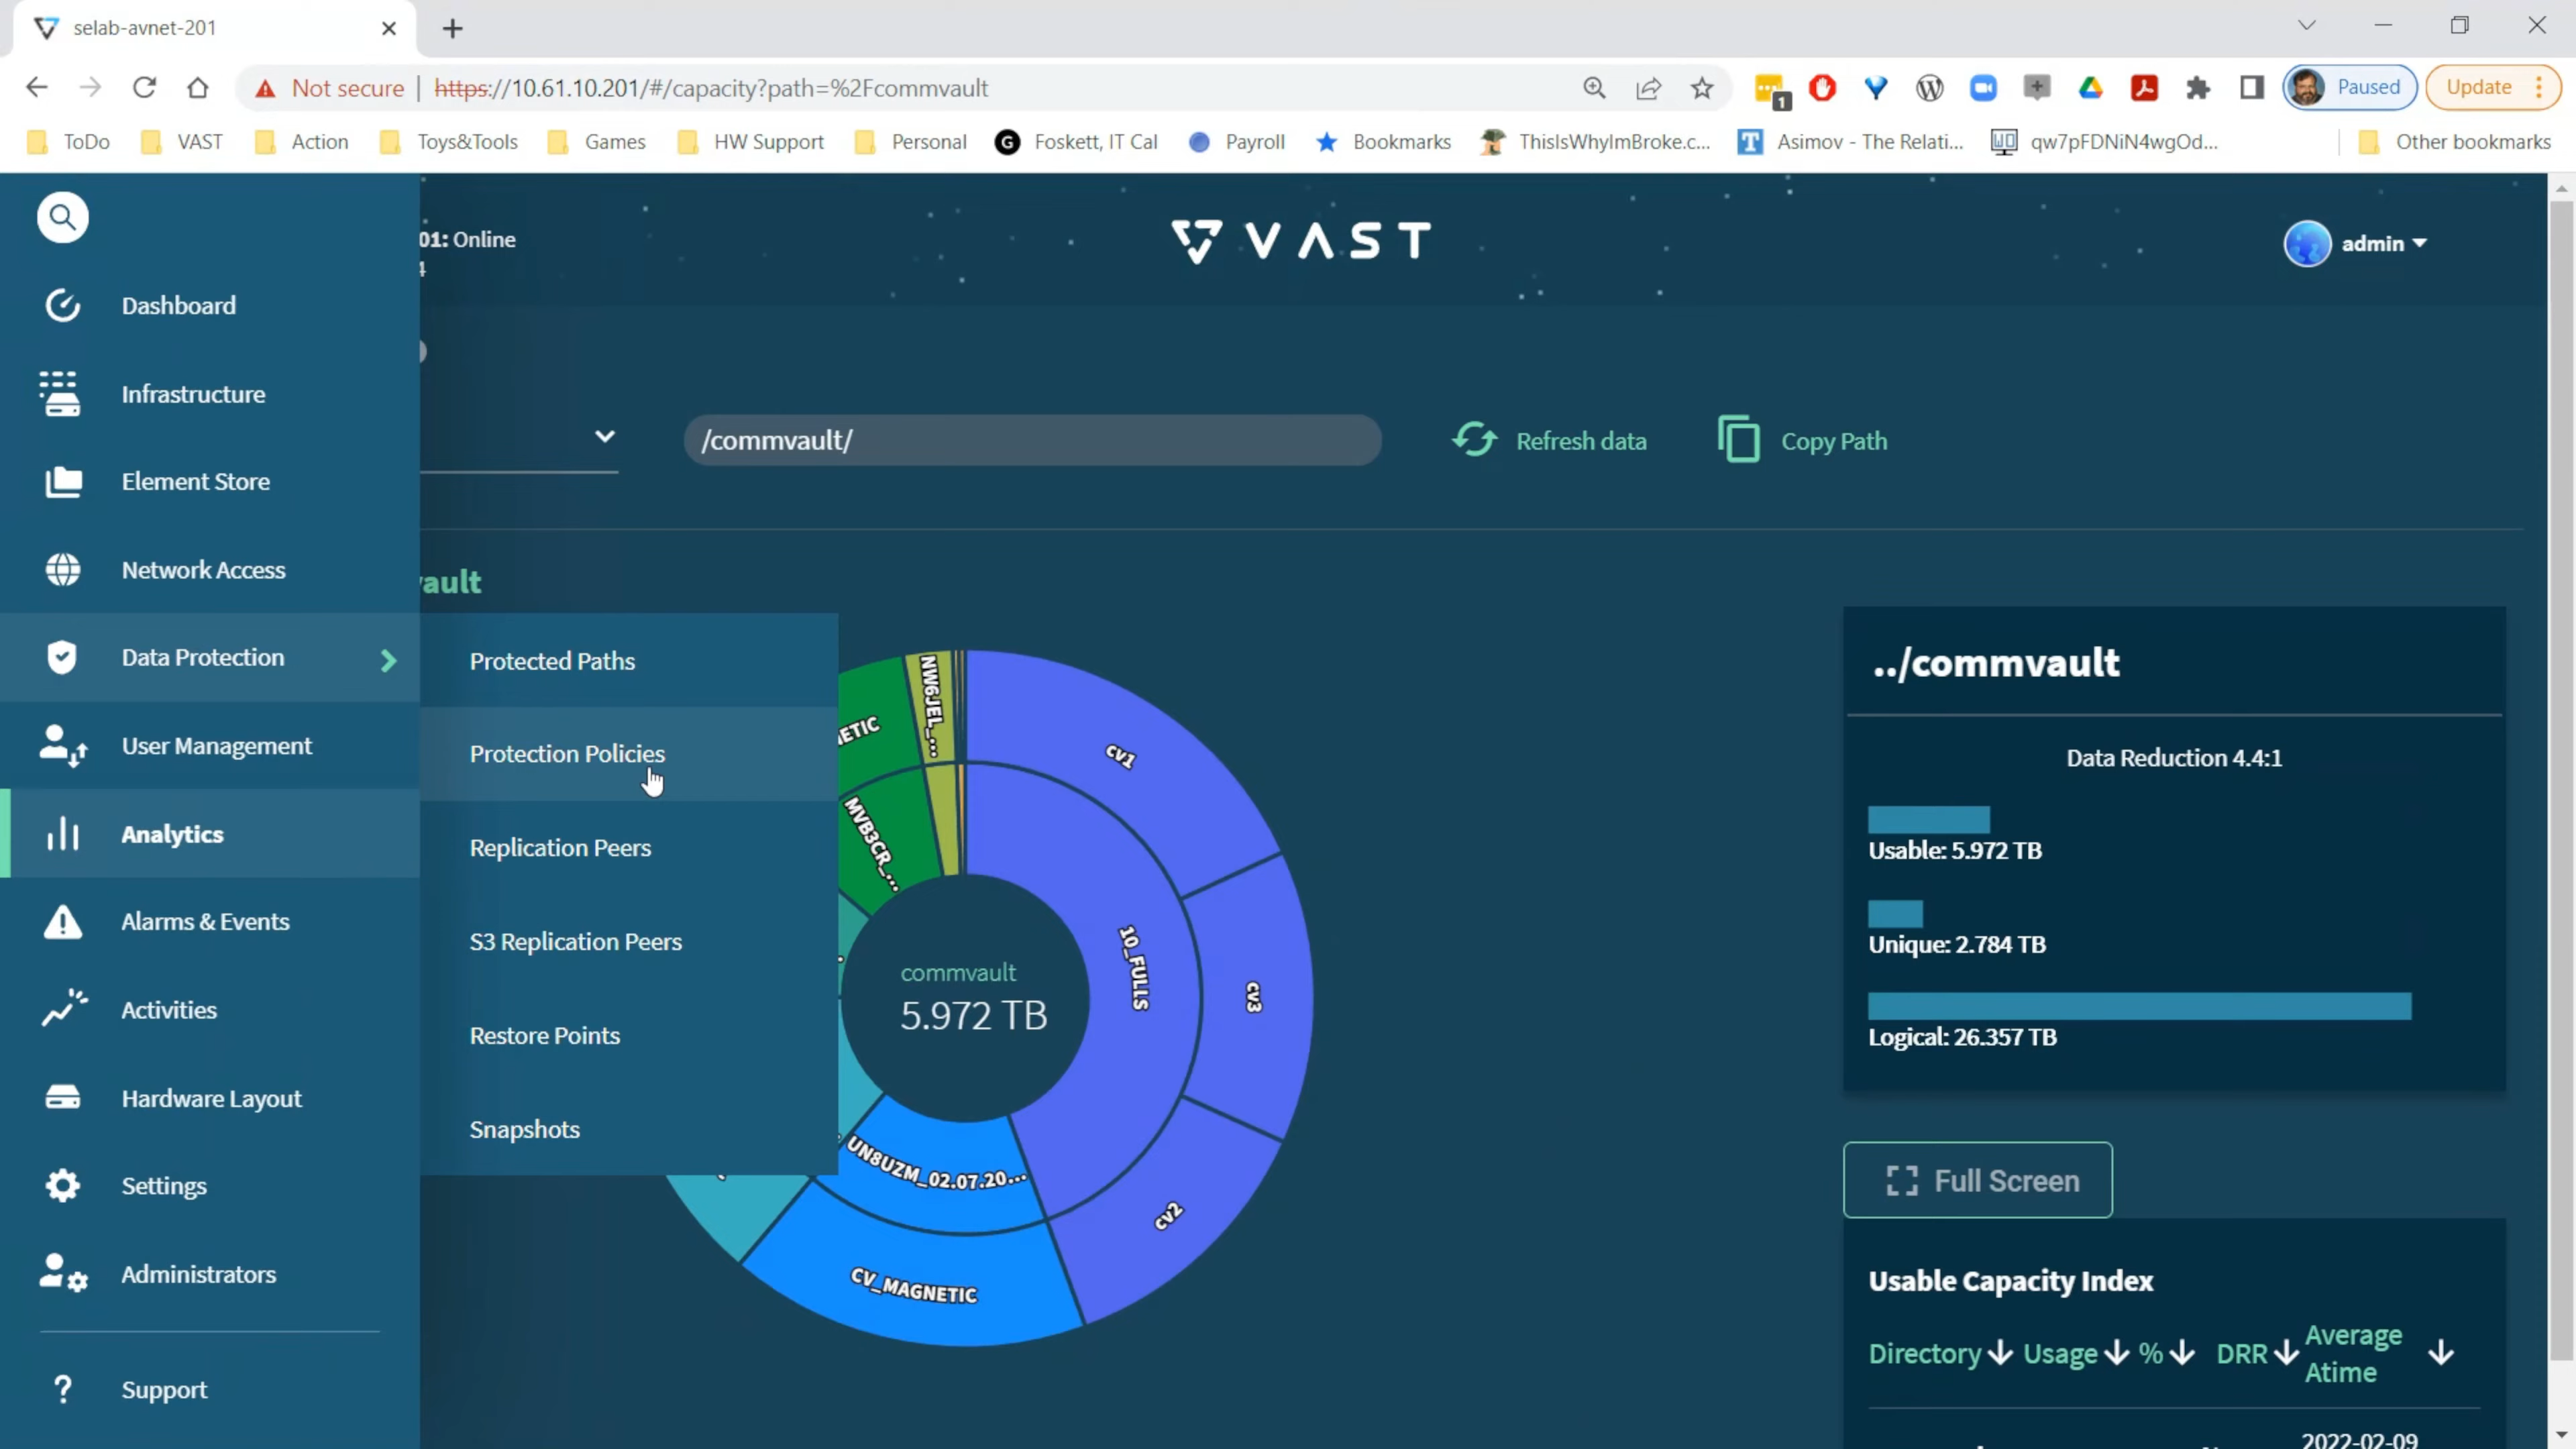 selab-avnet-201
Not secure | https://10.61.10.201/#/capacity?path=%2Fcommvault
1
Paused
Update
ToDo
VAST
Action
Toys&Tools
Games
HW Support
Personal
Foskett, IT Cal
Payroll
Bookmarks
ThisIsWhyImBroke.c...
Asimov - The Relati...
qw7pFDNiN4wgOd...
Other bookmarks
01: Online
4
VAST
admin
Dashboard
Infrastructure
Element Store
Network Access
Data Protection
User Management
Analytics
Alarms & Events
Activities
Hardware Layout
Settings
Administrators
Support
/commvault/
Refresh data
Copy Path
vault
Protected Paths
Protection Policies
Replication Peers
S3 Replication Peers
Restore Points
Snapshots
ETIC
NW6JEL_...
MVB3CR_...
cv1
10_FULLS
cv3
cv2
commvault
5.972 TB
UN8UZM_02.07.20...
CV_MAGNETIC
../commvault
Data Reduction 4.4:1
Usable: 5.972 TB
Unique: 2.784 TB
Logical: 26.357 TB
Full Screen
Usable Capacity Index
Directory Usage % DRR Average Atime
2022-02-09